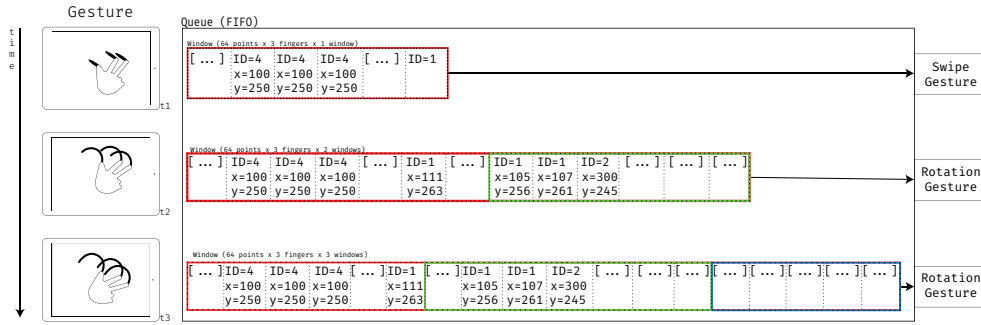 Gesture
time
Queue (FIFO)
Window (64 points x 3 fingers x 1 window)
[ ... ] ID=4 ID=4 ID=4 [ ... ] ID=1
x=100 x=100 x=100
y=250 y=250 y=250
Swipe
Gesture
t1
Window (64 points x 3 fingers x 2 windows)
[ ... ] ID=4 ID=4 ID=4 [ ... ] ID=1 [ ... ] ID=1 ID=1 ID=2 [ ... ] [ ... ] [ ... ]
x=100 x=100 x=100 x=111 x=105 x=107 x=300
y=250 y=250 y=250 y=263 y=256 y=261 y=245
Rotation
Gesture
t2
Window (64 points x 3 fingers x 3 windows)
[ ... ] ID=4 ID=4 ID=4 [ ... ] ID=1 [ ... ] ID=1 ID=1 ID=2 [ ... ] [ ... ] [ ... ] [ ... ] [ ... ] [ ... ] [ ... ] [ ... ]
x=100 x=100 x=100 x=111 x=105 x=107 x=300
y=250 y=250 y=250 y=263 y=256 y=261 y=245
Rotation
Gesture
t3